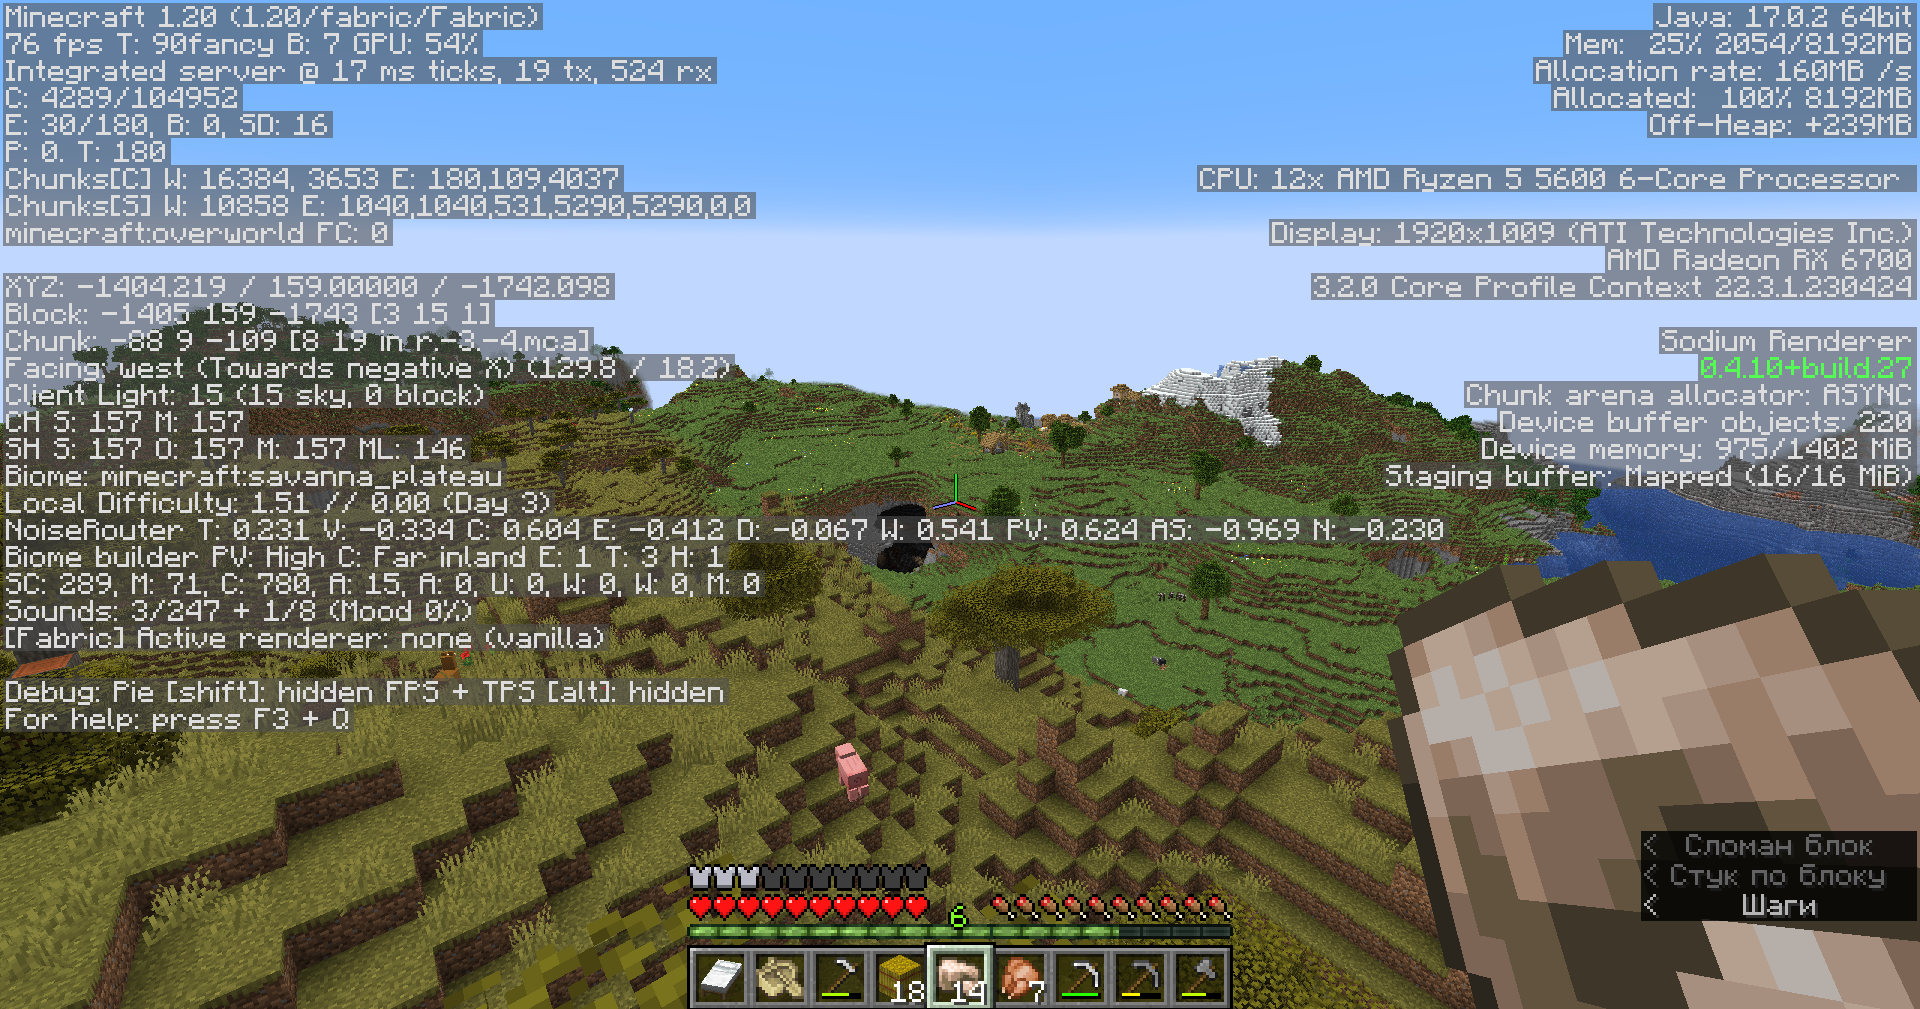 Minecraft 1.20 (1.20/fabric/Fabric)
76 fps T: 90fancy B: 7 GPU: 54%
Integrated server @ 17 ms ticks, 19 tx, 524 rx
C: 4289/104952
E: 30/180, B: 0, SD: 16
P: 0. T: 180
Chunks[C] W: 16384, 3653 E: 180,109,4037
Chunks[S] W: 10858 E: 1040,1040,531,5290,5290,0,0
minecraft:overworld FC: 0
XYZ: -1404.219 / 159.00000 / -1742.098
Block: -1405 159 -1743 [3 15 1]
Chunk: -88 9 -109 [8 19 in r.-3.-4.mca]
Facing: west (Towards negative X) (129.8 / 18.2)
Client Light: 15 (15 sky, 0 block)
CH S: 157 M: 157
SH S: 157 O: 157 M: 157 ML: 146
Biome: minecraft:savanna_plateau
Local Difficulty: 1.51 // 0.00 (Day 3)
NoiseRouter T: 0.231 V: -0.334 C: 0.604 E: -0.412 D: -0.067 W: 0.541 PV: 0.624 AS: -0.969 N: -0.230
Biome builder PV: High C: Far inland E: 1 T: 3 H: 1
SC: 289, M: 71, C: 780, A: 15, A: 0, U: 0, W: 0, W: 0, M: 0
Sounds: 3/247 + 1/8 (Mood 0%)
[Fabric] Active renderer: none (vanilla)
Debug: Pie [shift]: hidden FPS + TPS [alt]: hidden
For help: press F3 + Q
Java: 17.0.2 64bit
Mem: 25% 2054/8192MB
Allocation rate: 160MB /s
Allocated: 100% 8192MB
Off-Heap: +239MB
CPU: 12x AMD Ryzen 5 5600 6-Core Processor
Display: 1920x1009 (ATI Technologies Inc.)
AMD Radeon RX 6700
3.2.0 Core Profile Context 22.3.1.230424
Sodium Renderer
0.4.10+build.27
Chunk arena allocator: ASYNC
Device buffer objects: 220
Device memory: 975/1402 MiB
Staging buffer: Mapped (16/16 MiB)
< Сломан блок
< Стук по блоку
< Шаги
6
18
14
7